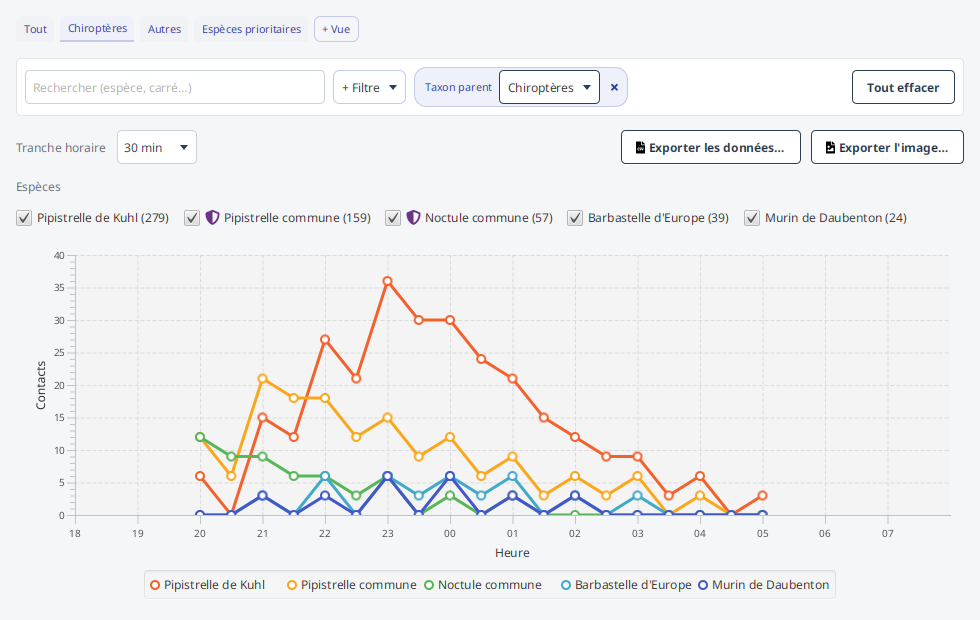 Tout Chiroptères Autres Espèces prioritaires + Vue
Rechercher (espèce, carré...) + Filtre Taxon parent Chiroptères × Tout effacer
Tranche horaire 30 min Exporter les données... Exporter l'image...
Espèces
Pipistrelle de Kuhl (279) Pipistrelle commune (159) Noctule commune (57) Barbastelle d'Europe (39) Murin de Daubenton (24)
40
35
30
25
20
15
10
5
0
Contacts
18 19 20 21 22 23 00 01 02 03 04 05 06 07
Heure
Pipistrelle de Kuhl Pipistrelle commune Noctule commune Barbastelle d'Europe Murin de Daubenton